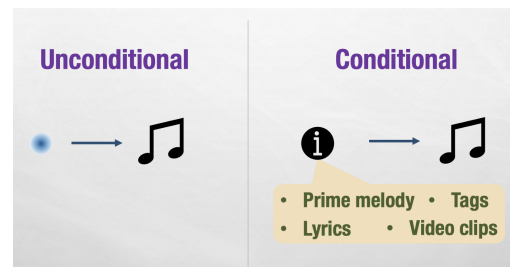 Unconditional
Conditional
• Prime melody • Tags
• Lyrics • Video clips